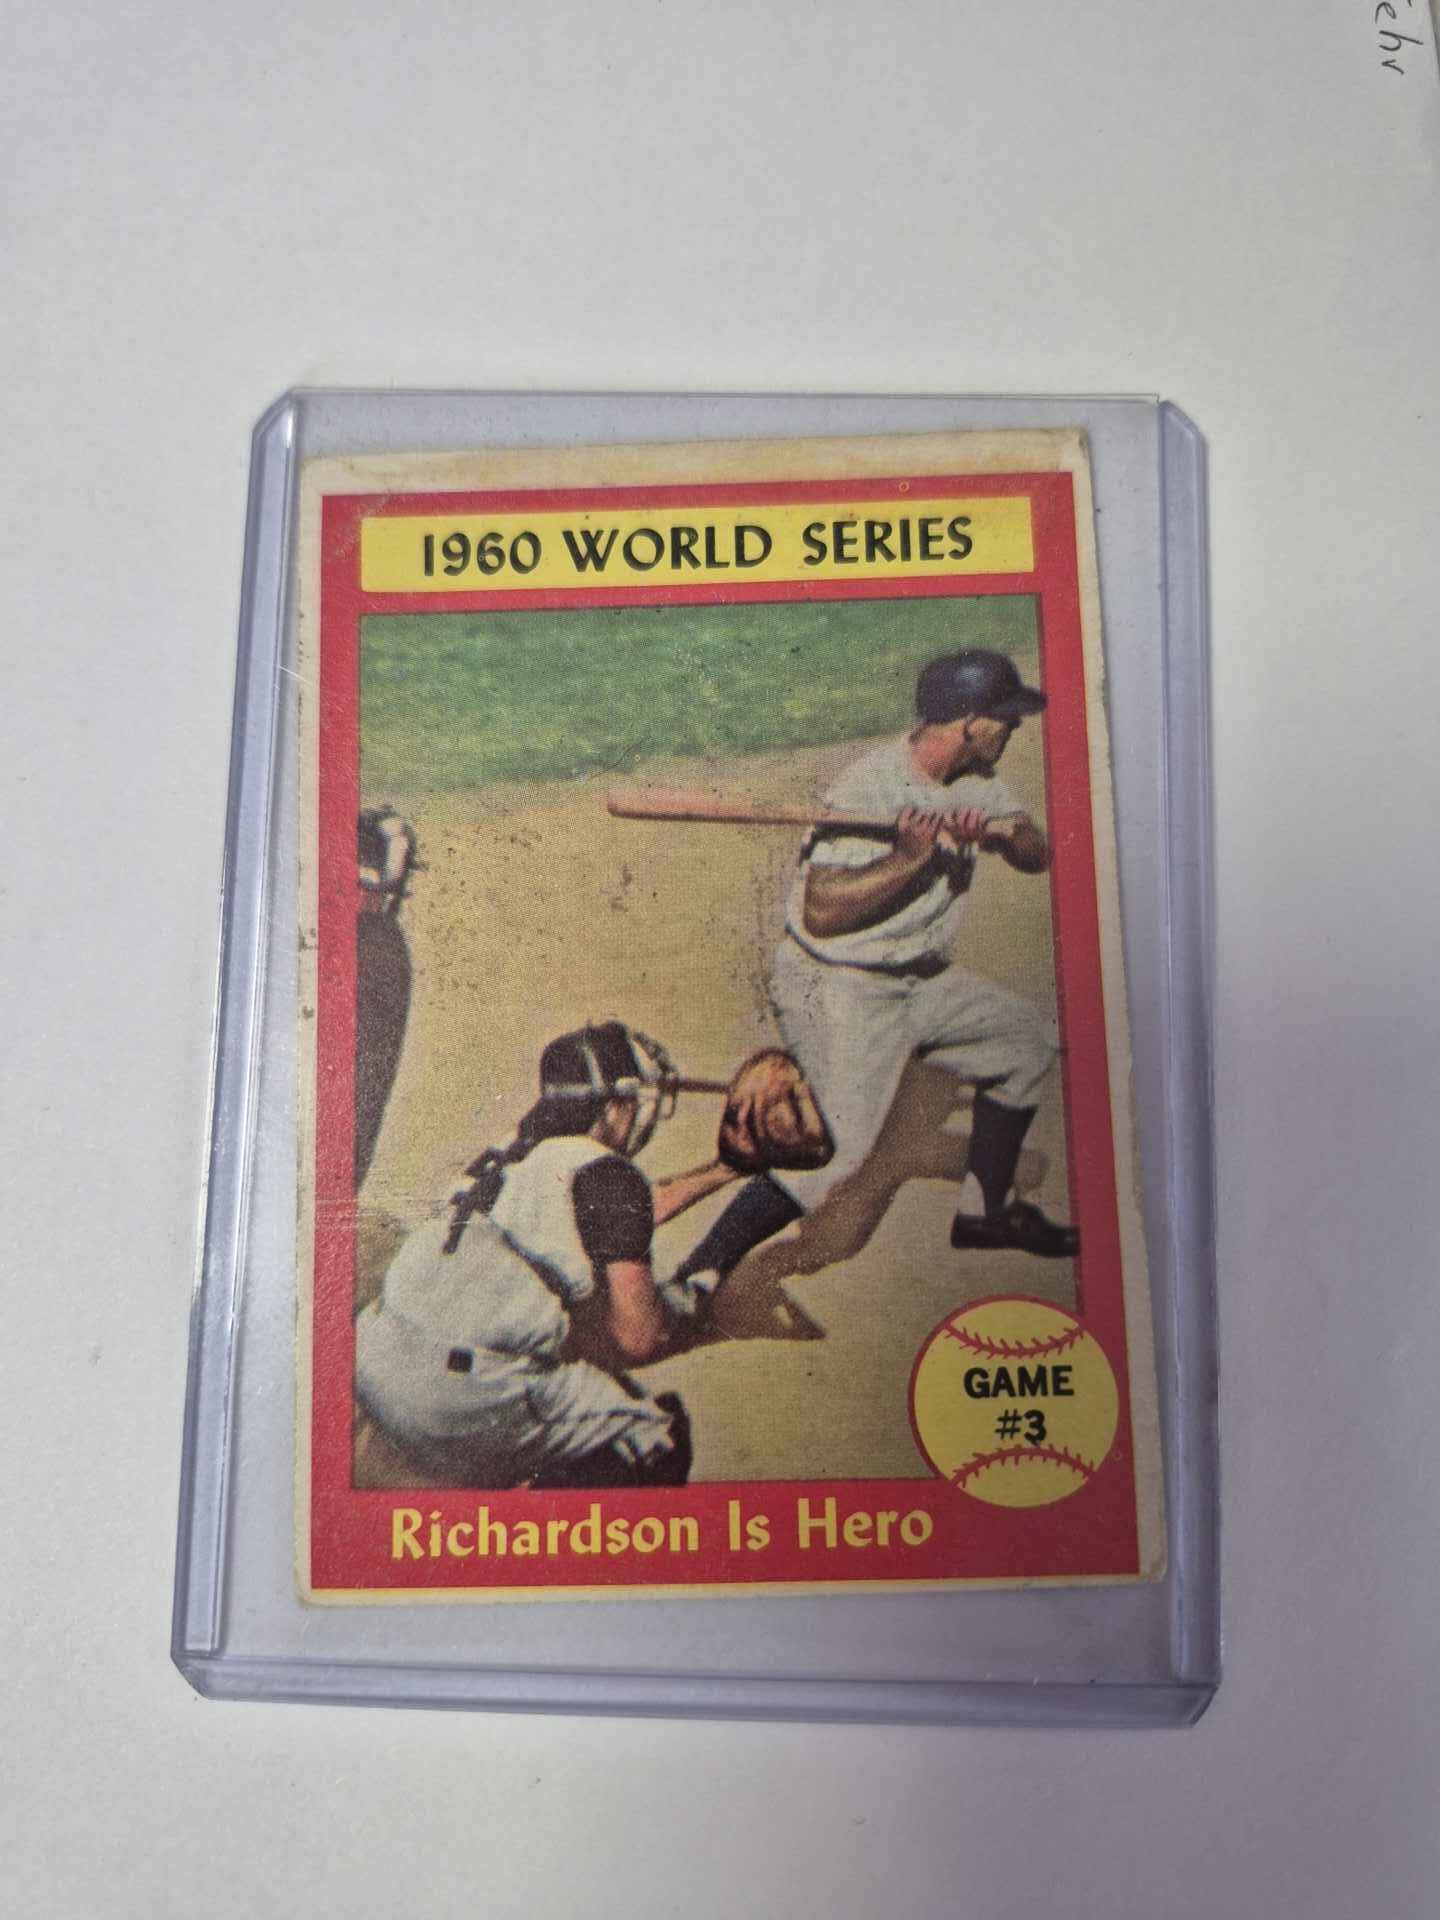 1960 WORLD SERIES
GAME
#3
Richardson Is Hero